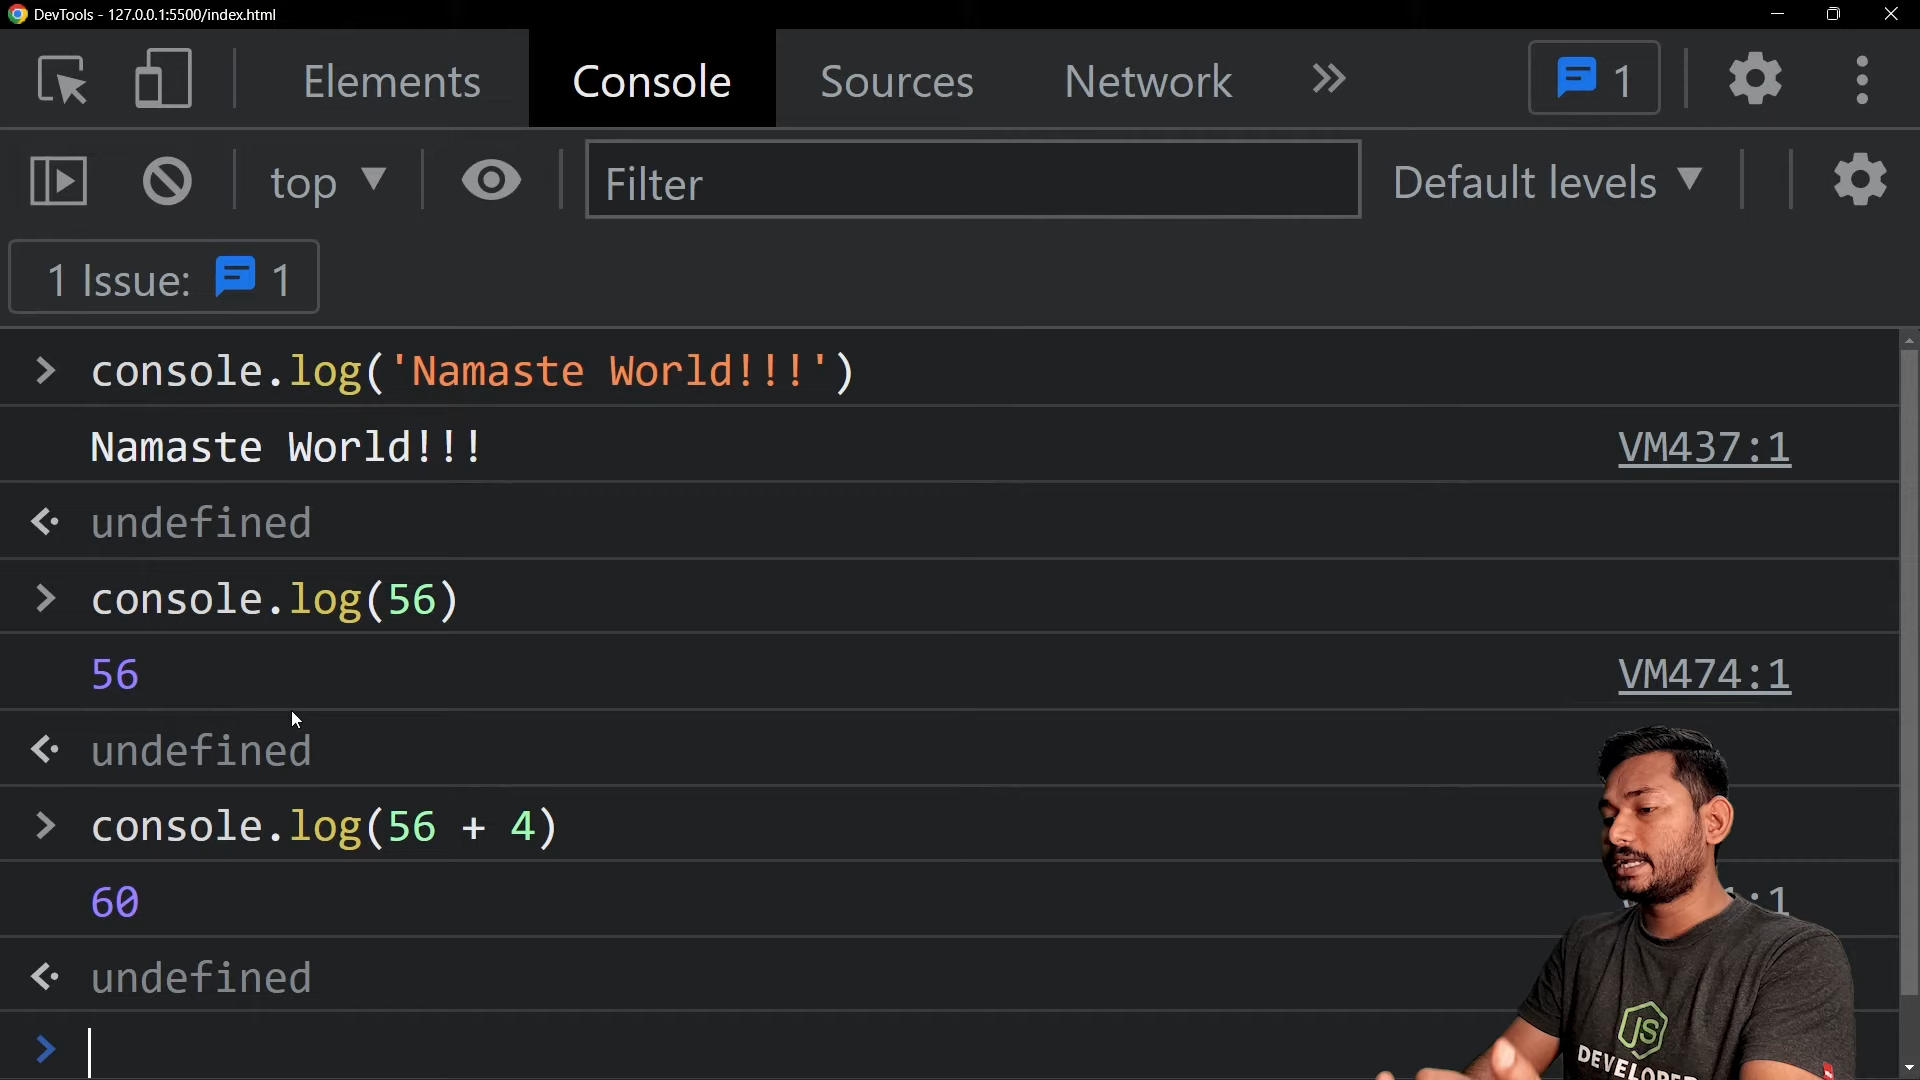 DevTools - 127.0.0.1:5500/index.html
Elements Console Sources Network 1
top Filter Default levels
1 Issue: 1
console.log('Namaste World!!!')
Namaste World!!! VM437:1
undefined
console.log(56)
56 VM474:1
undefined
console.log(56 + 4)
60 :1
undefined
JS